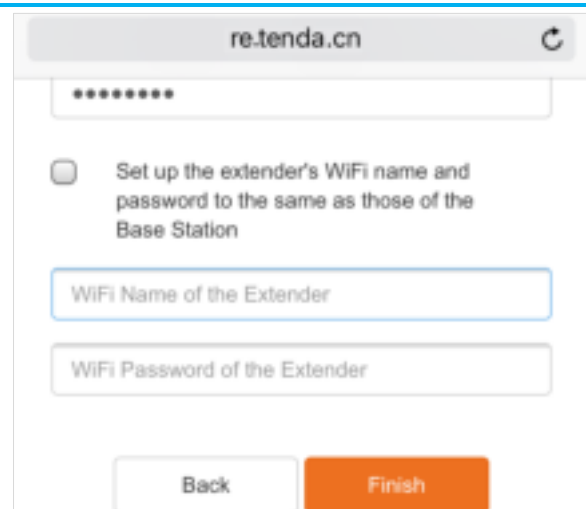 re.tenda.cn
••••••••
Set up the extender's WiFi name and
password to the same as those of the
Base Station
WiFi Name of the Extender
WiFi Password of the Extender
Back Finish